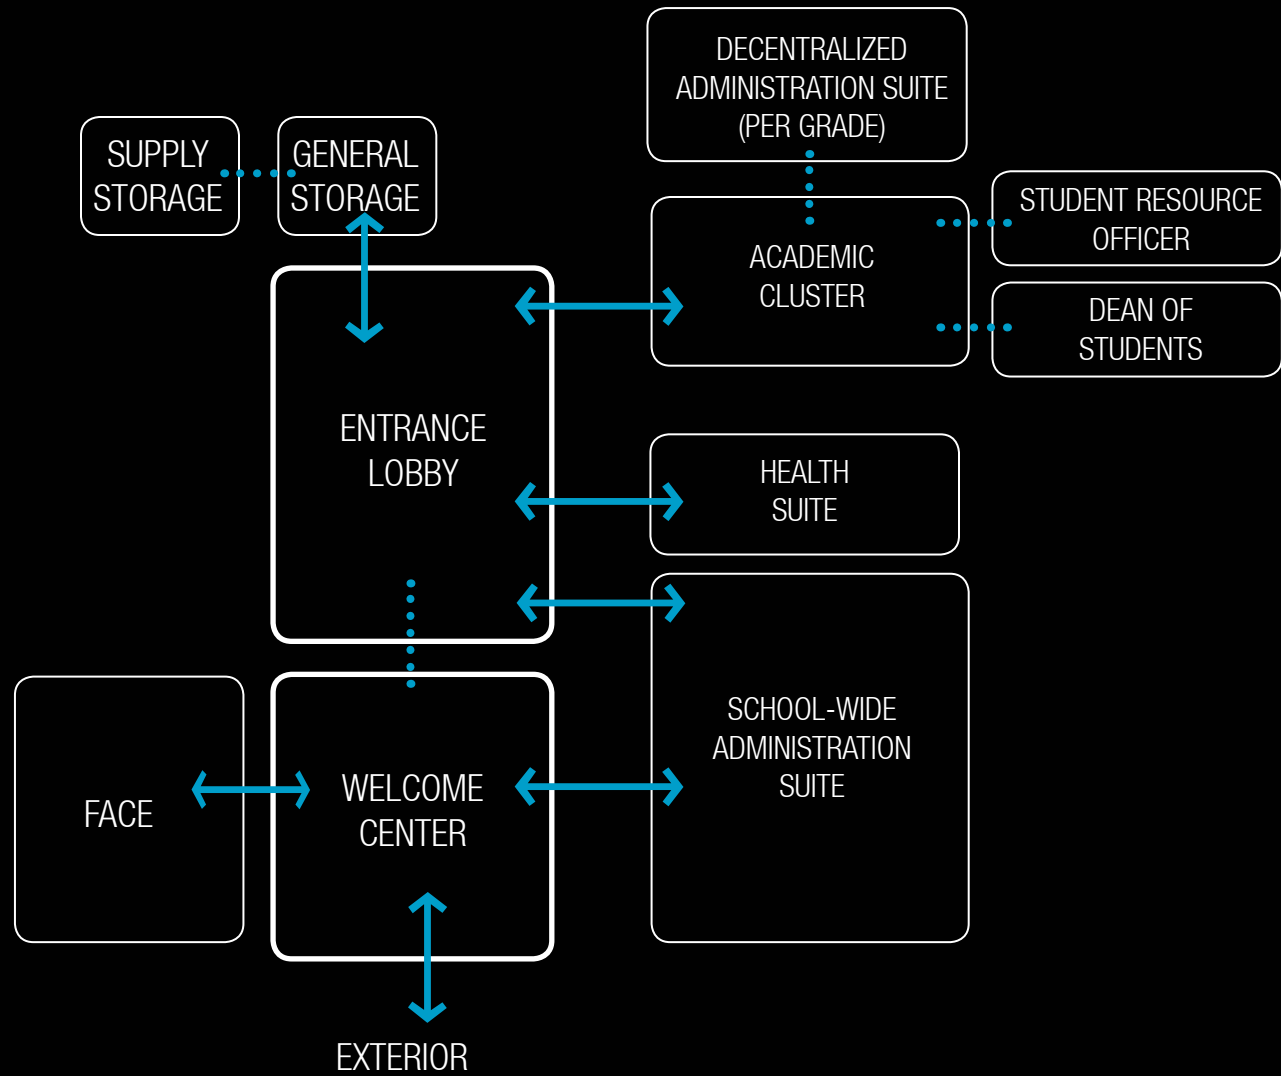 DECENTRALIZED
ADMINISTRATION SUITE
(PER GRADE)
SUPPLY
STORAGE
GENERAL
STORAGE
STUDENT RESOURCE
OFFICER
ACADEMIC
CLUSTER
DEAN OF
STUDENTS
ENTRANCE
LOBBY
HEALTH
SUITE
SCHOOL-WIDE
ADMINISTRATION
SUITE
FACE
WELCOME
CENTER
EXTERIOR